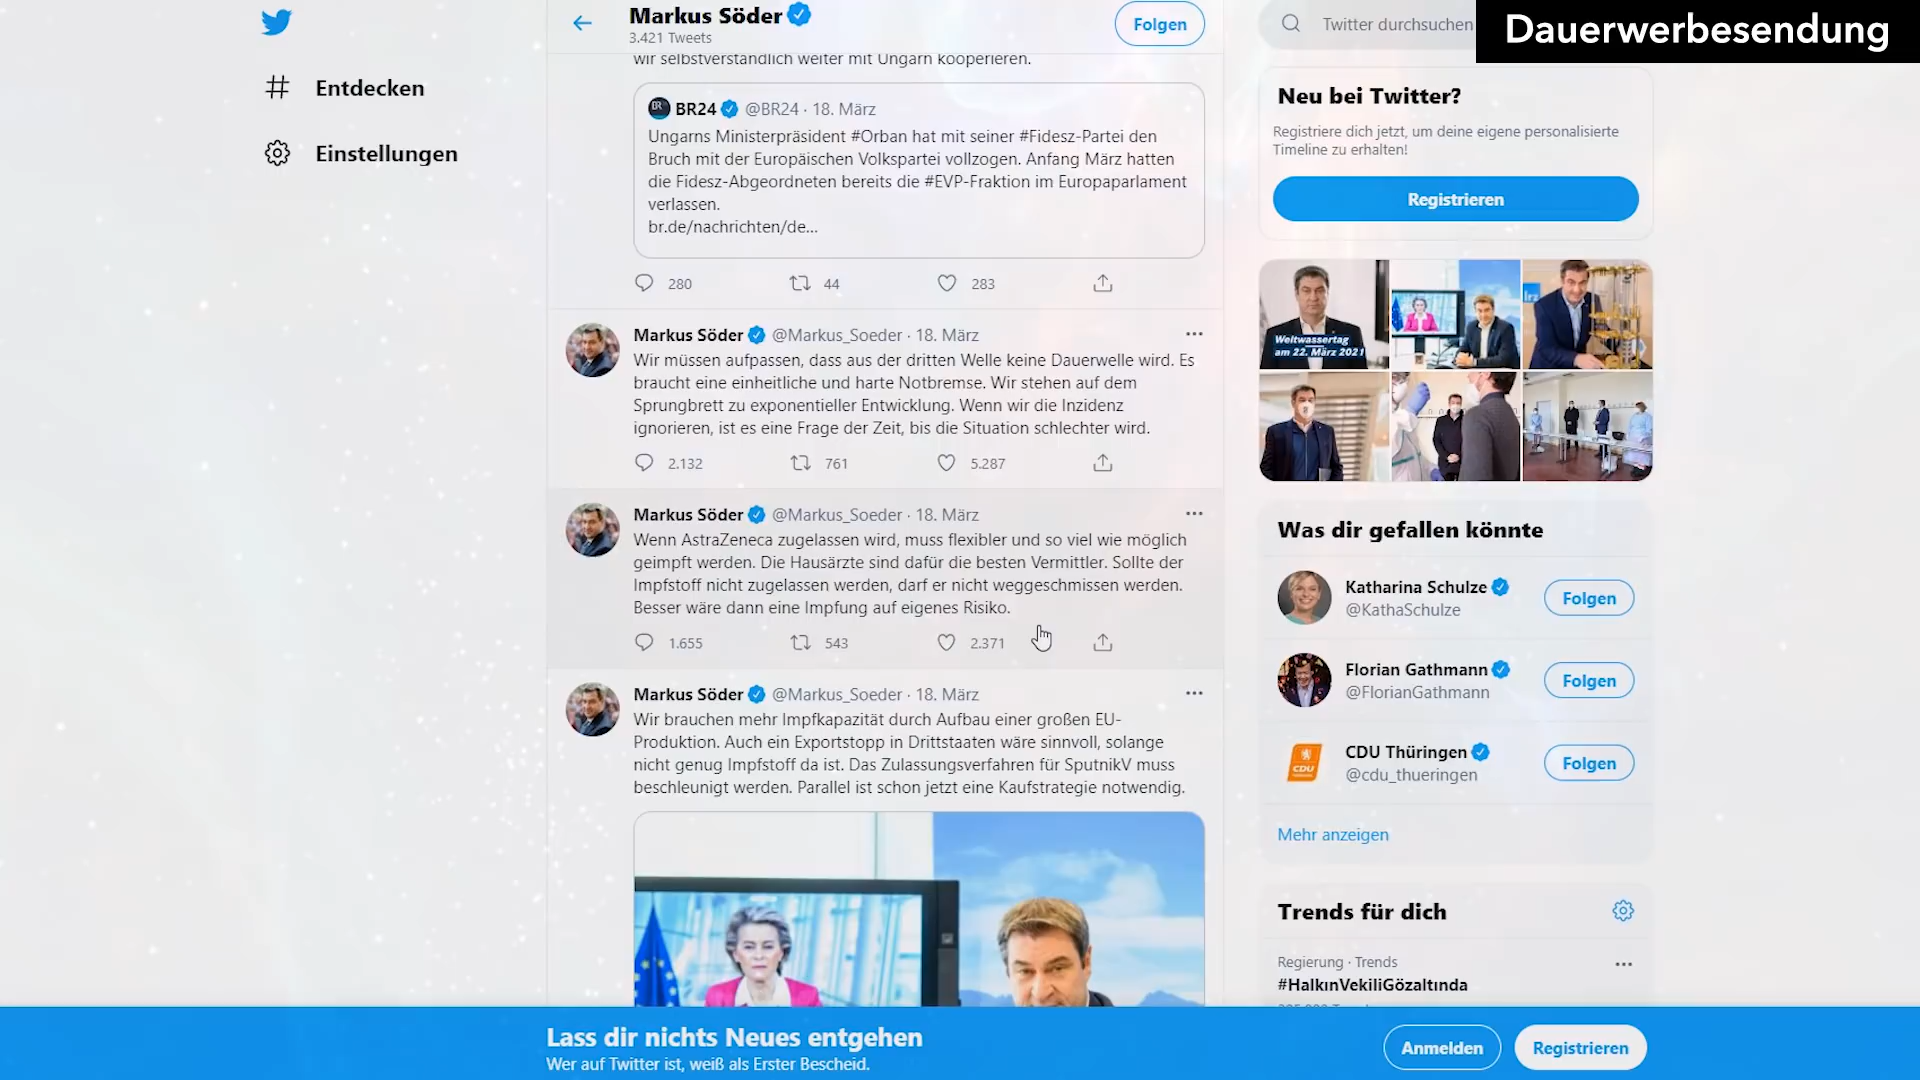 Dauerwerbesendung
Markus Söder
3.421 Tweets
Folgen
Twitter durchsuchen
Entdecken
Einstellungen
wir selbstverständlich weiter mit Ungarn kooperieren.
BR24 @BR24 · 18. März
Ungarns Ministerpräsident #Orban hat mit seiner #Fidesz-Partei den
Bruch mit der Europäischen Volkspartei vollzogen. Anfang März hatten
die Fidesz-Abgeordneten bereits die #EVP-Fraktion im Europaparlament
verlassen.
br.de/nachrichten/de...
280 44 283
Markus Söder @Markus_Soeder · 18. März
Wir müssen aufpassen, dass aus der dritten Welle keine Dauerwelle wird. Es
braucht eine einheitliche und harte Notbremse. Wir stehen auf dem
Sprungbrett zu exponentieller Entwicklung. Wenn wir die Inzidenz
ignorieren, ist es eine Frage der Zeit, bis die Situation schlechter wird.
2.132 761 5.287
Markus Söder @Markus_Soeder · 18. März
Wenn AstraZeneca zugelassen wird, muss flexibler und so viel wie möglich
geimpft werden. Die Hausärzte sind dafür die besten Vermittler. Sollte der
Impfstoff nicht zugelassen werden, darf er nicht weggeschmissen werden.
Besser wäre dann eine Impfung auf eigenes Risiko.
1.655 543 2.371
Markus Söder @Markus_Soeder · 18. März
Wir brauchen mehr Impfkapazität durch Aufbau einer großen EU-
Produktion. Auch ein Exportstopp in Drittstaaten wäre sinnvoll, solange
nicht genug Impfstoff da ist. Das Zulassungsverfahren für SputnikV muss
beschleunigt werden. Parallel ist schon jetzt eine Kaufstrategie notwendig.
Neu bei Twitter?
Registriere dich jetzt, um deine eigene personalisierte
Timeline zu erhalten!
Registrieren
Weltwassertag
am 22. März 2021
Was dir gefallen könnte
Katharina Schulze
@KathaSchulze
Folgen
Florian Gathmann
@FlorianGathmann
Folgen
CDU Thüringen
@cdu_thueringen
Folgen
Mehr anzeigen
Trends für dich
Regierung · Trends
#HalkınVekiliGözaltında
Lass dir nichts Neues entgehen
Wer auf Twitter ist, weiß als Erster Bescheid.
Anmelden
Registrieren